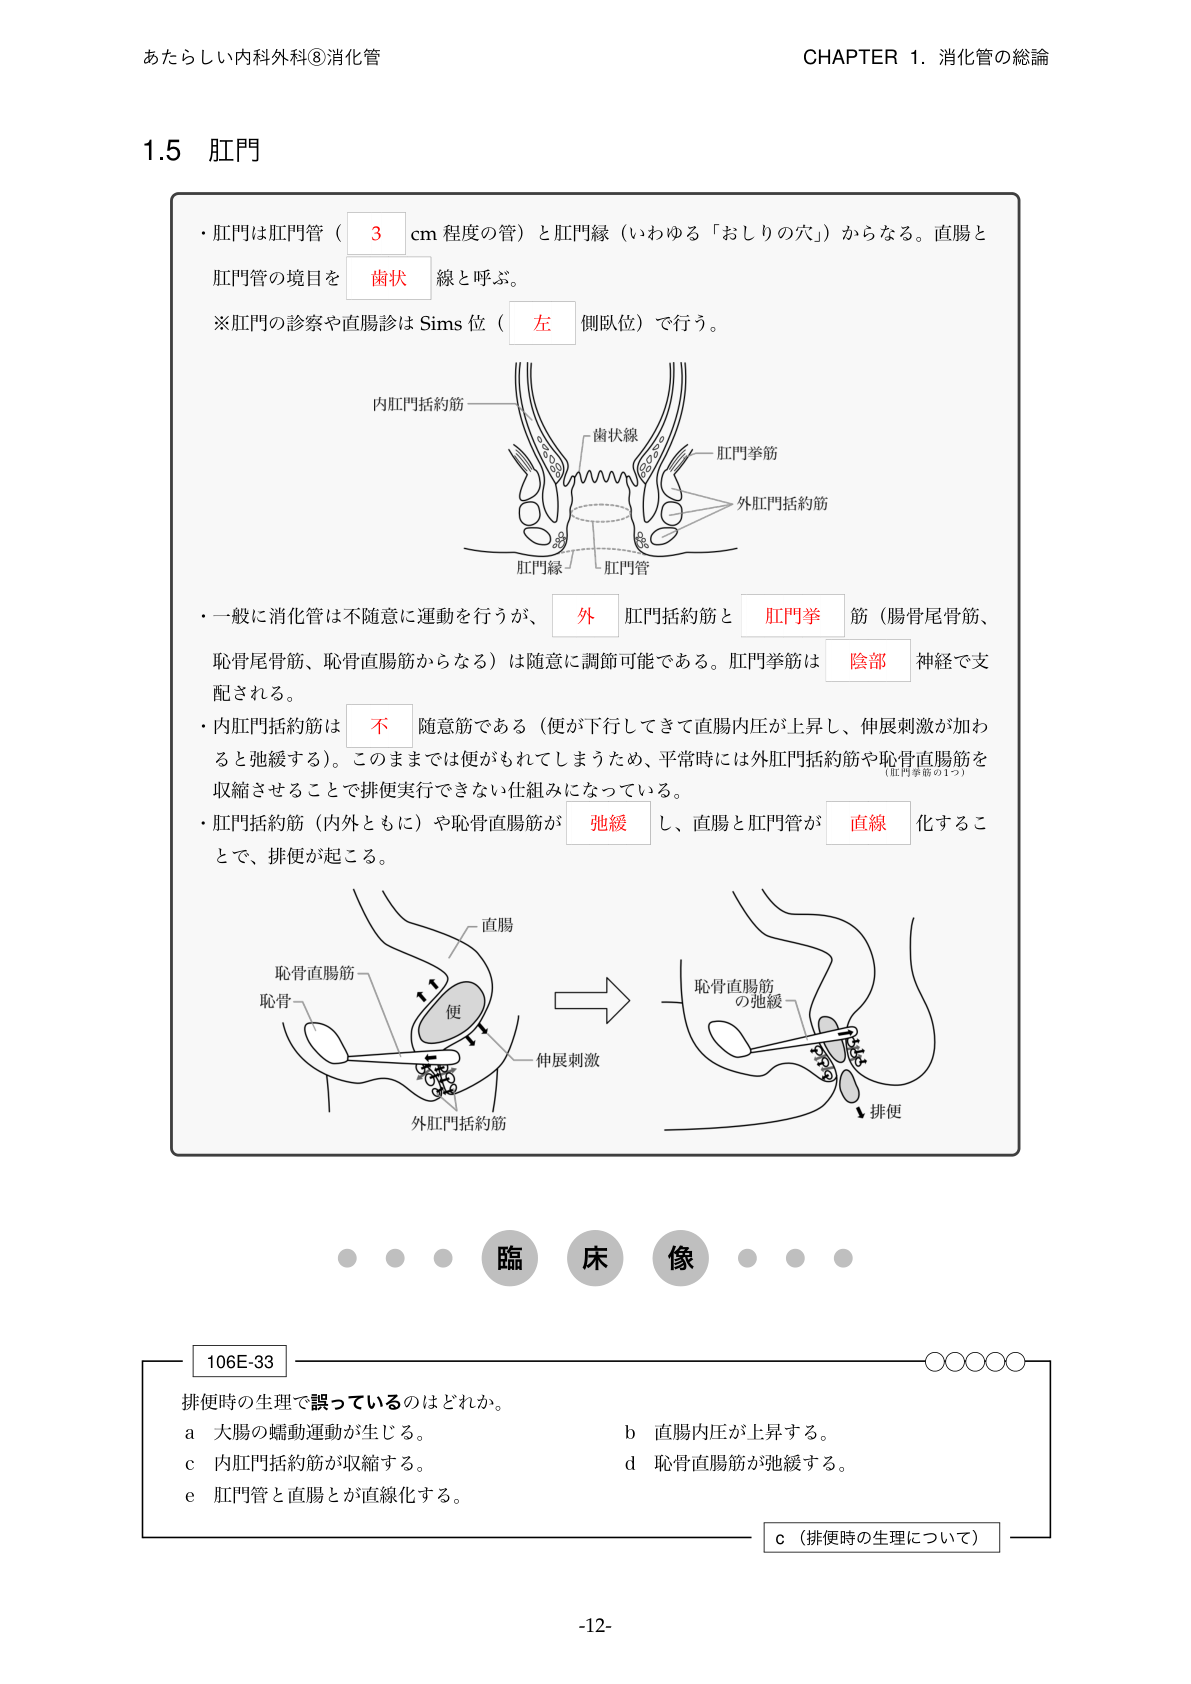 あたらしい内科外科⑧消化管
CHAPTER 1. 消化管の総論
1.5 肛門
・肛門は肛門管（ 3 cm 程度の管）と肛門縁（いわゆる「おしりの穴」）からなる。直腸と
肛門管の境目を 歯状 線と呼ぶ。
※肛門の診察や直腸診は Sims 位（ 左 側臥位）で行う。
内肛門括約筋
歯状線
肛門挙筋
外肛門括約筋
肛門縁
肛門管
・一般に消化管は不随意に運動を行うが、 外 肛門括約筋と 肛門挙 筋（腸骨尾骨筋、
恥骨尾骨筋、恥骨直腸筋からなる）は随意に調節可能である。肛門挙筋は 陰部 神経で支
配される。
・内肛門括約筋は 不 随意筋である（便が下行してきて直腸内圧が上昇し、伸展刺激が加わ
ると弛緩する）。このままでは便がもれてしまうため、平常時には外肛門括約筋や恥骨直腸筋を
（肛門挙筋の1つ）
収縮させることで排便実行できない仕組みになっている。
・肛門括約筋（内外ともに）や恥骨直腸筋が 弛緩 し、直腸と肛門管が 直線 化するこ
とで、排便が起こる。
直腸
恥骨直腸筋
恥骨
便
伸展刺激
外肛門括約筋
恥骨直腸筋
の弛緩
排便
臨床像
106E-33
排便時の生理で誤っているのはどれか。
a 大腸の蠕動運動が生じる。
b 直腸内圧が上昇する。
c 内肛門括約筋が収縮する。
d 恥骨直腸筋が弛緩する。
e 肛門管と直腸とが直線化する。
c （排便時の生理について）
-12-